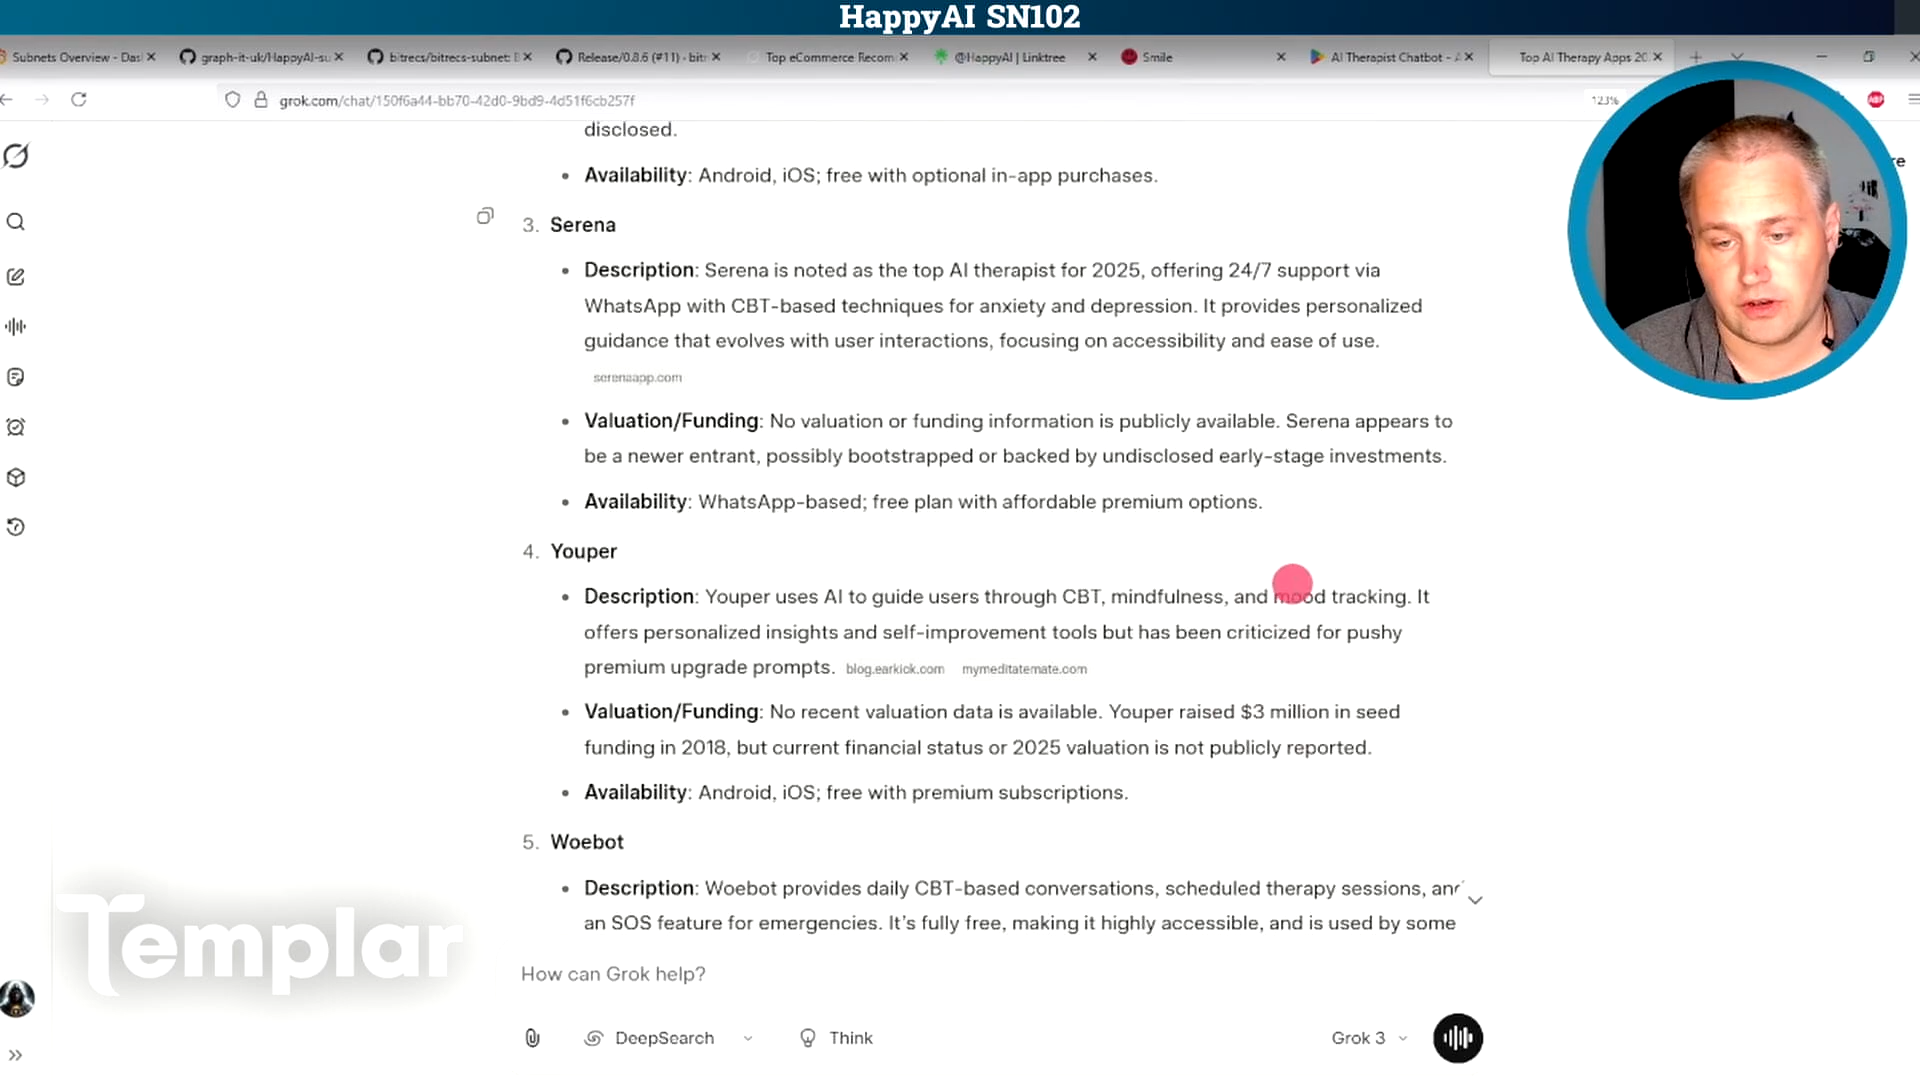 HappyAI SN102
Subnets Overview - Das
graph-it-uk/HappyAI-su
bitrecs/bitrecs-subnet: B
Release/0.8.6 (#11) · bitr
Top eCommerce Recom
@HappyAI | Linktree
Smile
AI Therapist Chatbot - A
Top AI Therapy Apps 20
grok.com/chat/150f6a44-bb70-42d0-9bd9-4d51f6cb257f
123%
ABP
re
disclosed.
• Availability: Android, iOS; free with optional in-app purchases.
3. Serena
• Description: Serena is noted as the top AI therapist for 2025, offering 24/7 support via
WhatsApp with CBT-based techniques for anxiety and depression. It provides personalized
guidance that evolves with user interactions, focusing on accessibility and ease of use.
serenaapp.com
• Valuation/Funding: No valuation or funding information is publicly available. Serena appears to
be a newer entrant, possibly bootstrapped or backed by undisclosed early-stage investments.
• Availability: WhatsApp-based; free plan with affordable premium options.
4. Youper
• Description: Youper uses AI to guide users through CBT, mindfulness, and mood tracking. It
offers personalized insights and self-improvement tools but has been criticized for pushy
premium upgrade prompts. blog.earkick.com mymeditatemate.com
• Valuation/Funding: No recent valuation data is available. Youper raised $3 million in seed
funding in 2018, but current financial status or 2025 valuation is not publicly reported.
• Availability: Android, iOS; free with premium subscriptions.
5. Woebot
• Description: Woebot provides daily CBT-based conversations, scheduled therapy sessions, and
an SOS feature for emergencies. It's fully free, making it highly accessible, and is used by some
Templar
How can Grok help?
DeepSearch
Think
Grok 3